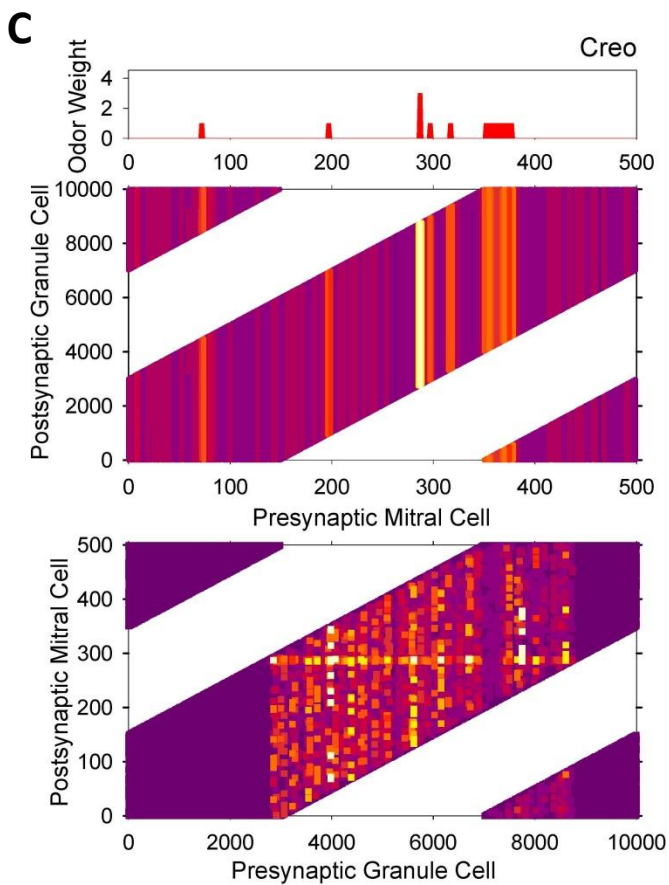 C
Creo
Odor Weight
4
2
0
0 100 200 300 400 500
Postsynaptic Granule Cell
10000
8000
6000
4000
2000
0
0 100 200 300 400 500
Presynaptic Mitral Cell
Postsynaptic Mitral Cell
500
400
300
200
100
0
0 2000 4000 6000 8000 10000
Presynaptic Granule Cell